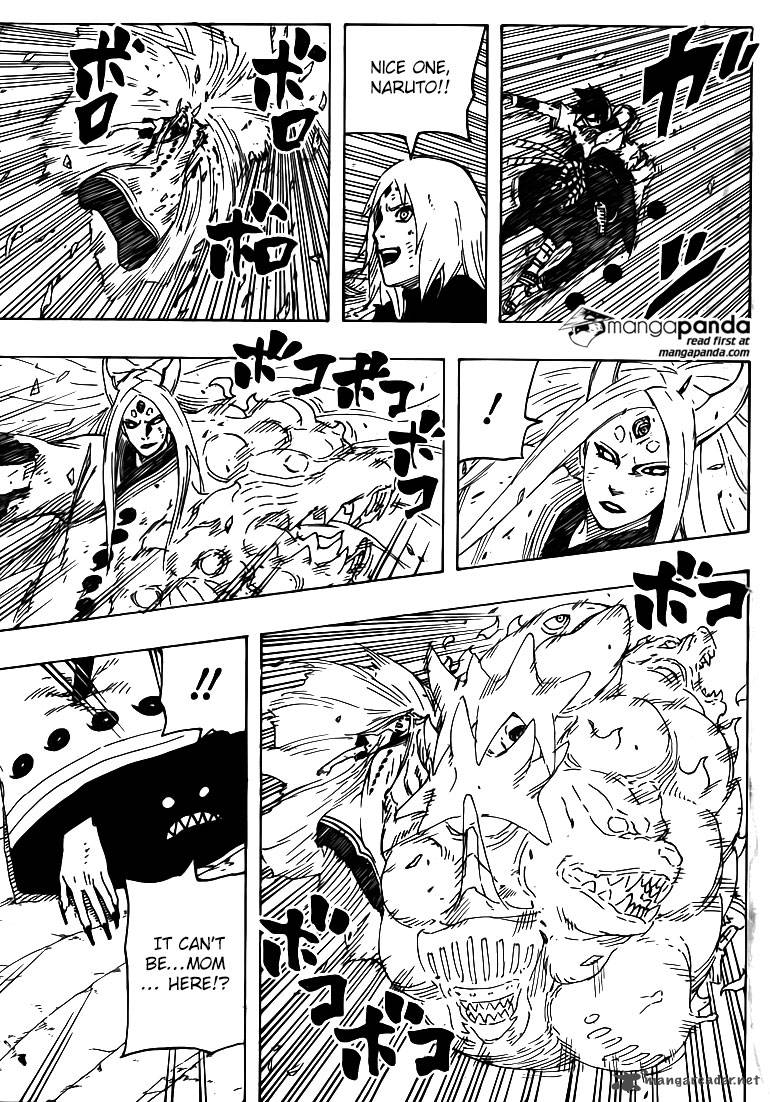 ガ
ガ
NICE ONE,
NARUTO!!
ボロ
ボロ
ボロ
mangapanda
read first at
mangapanda.com
!
ボコ
ボコ
ボコ
ボコ
!!
IT CAN'T
BE...MOM
... HERE!?
ボコ
ボコ
mangareader.net